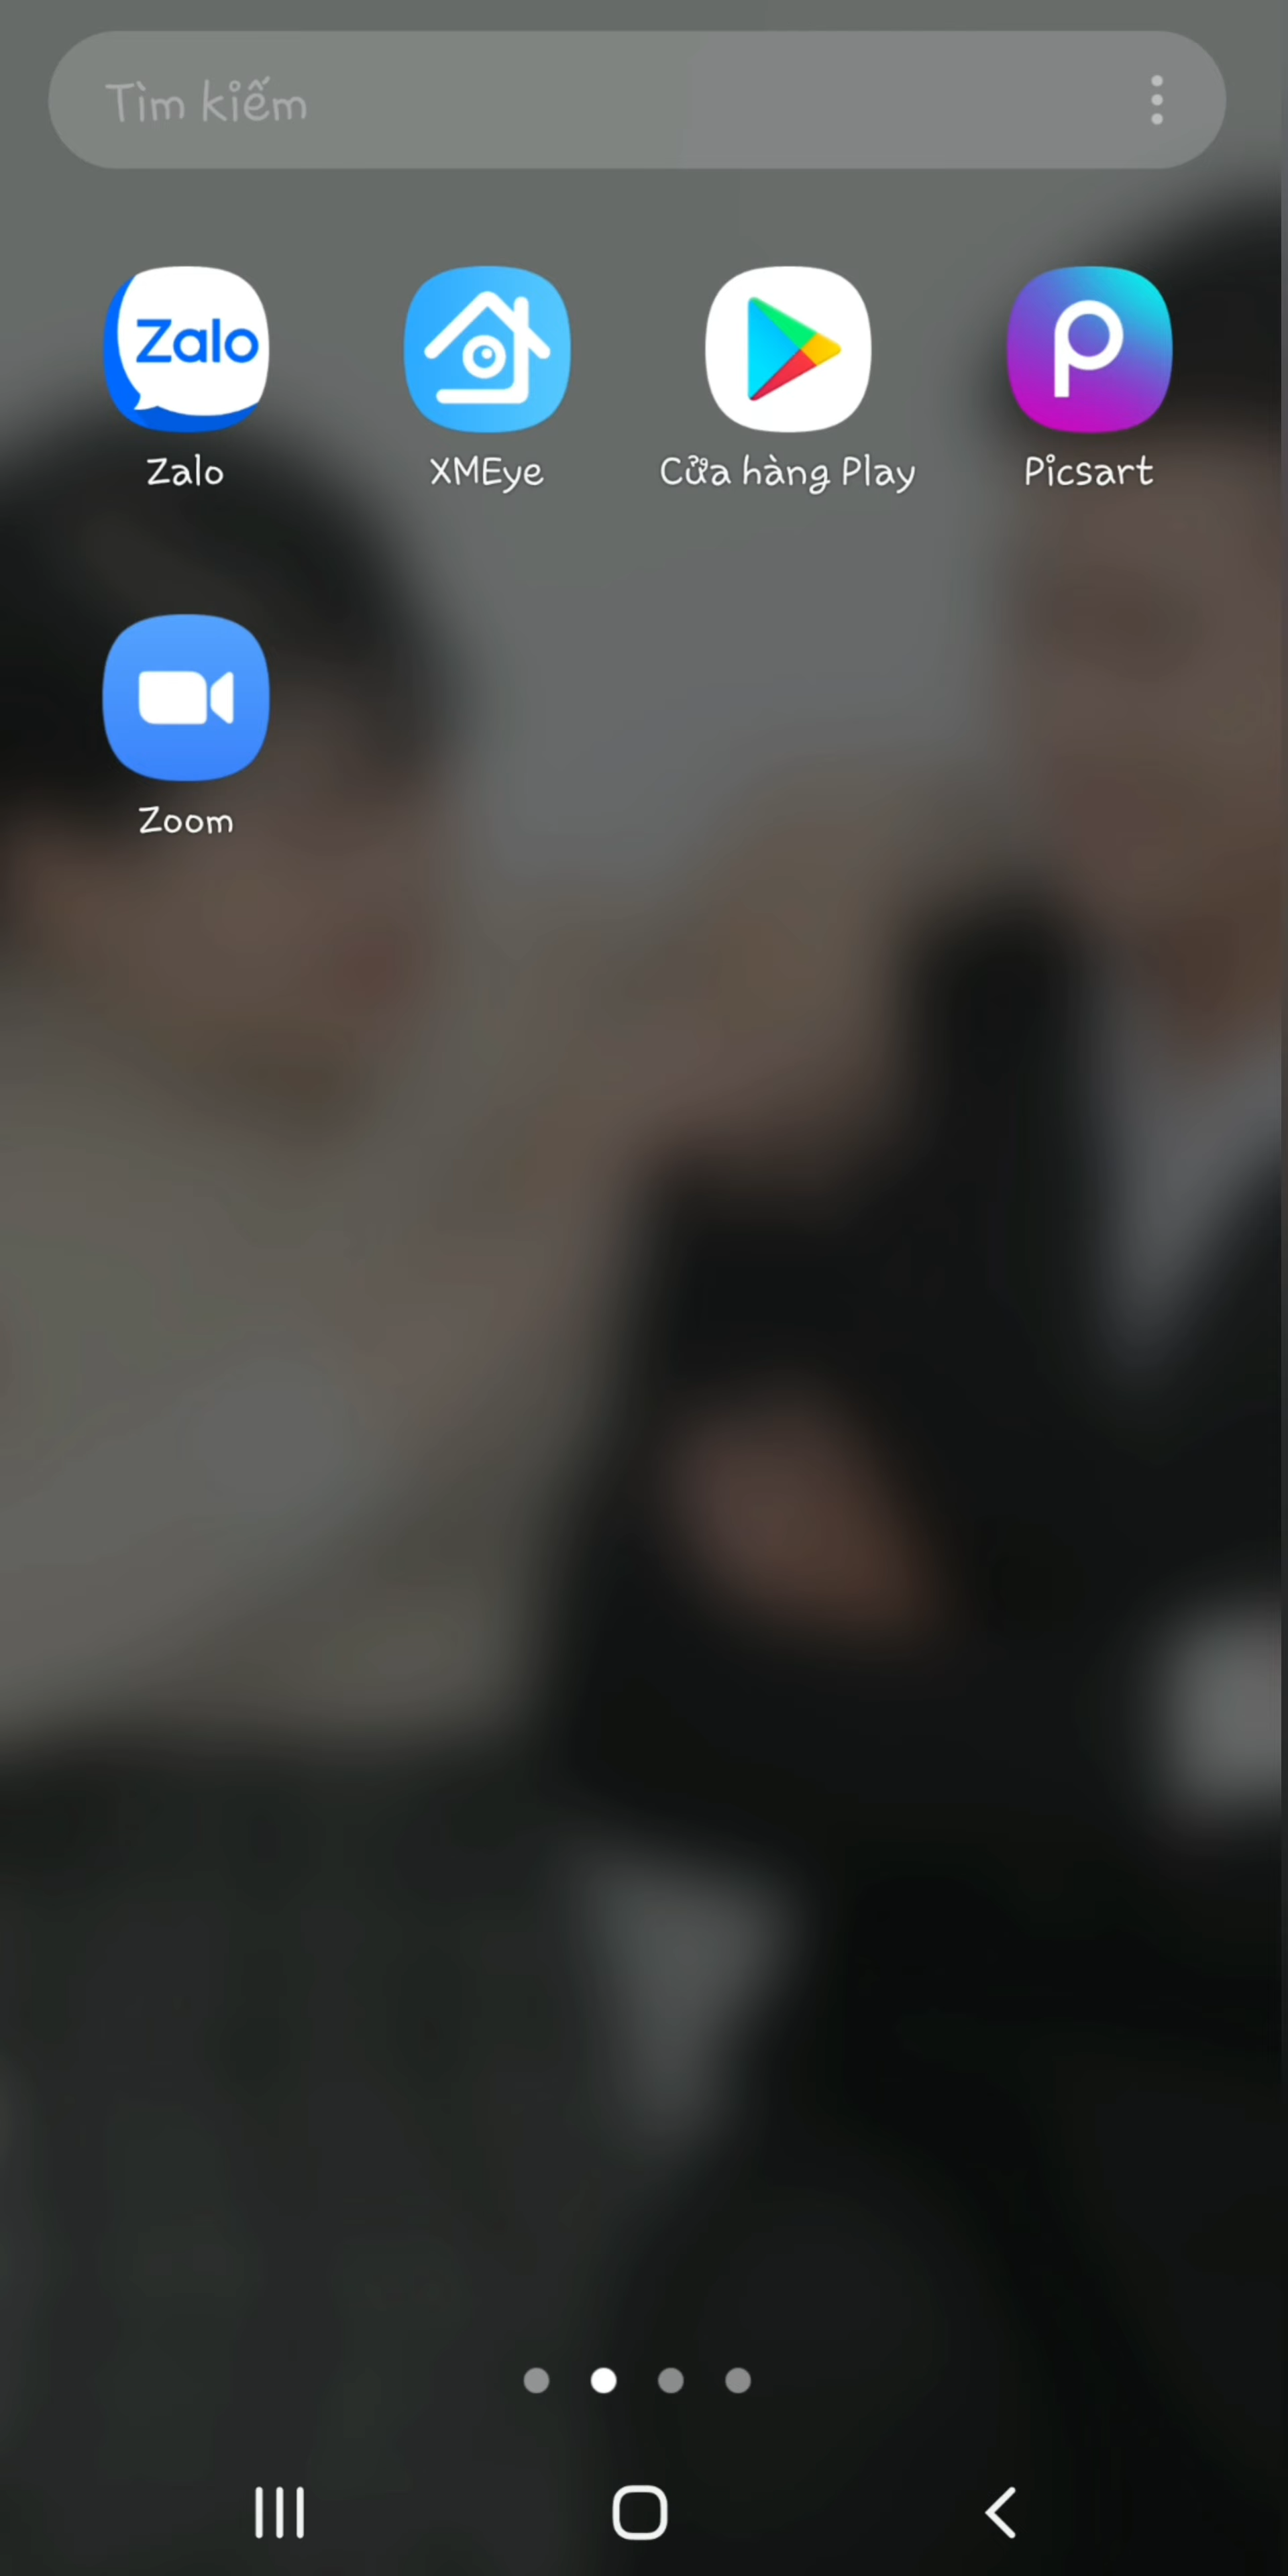 Tìm kiếm
Zalo
Zalo
XMEye
Cửa hàng Play
Picsart
Zoom